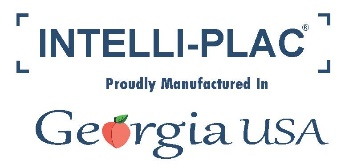 INTELLI-PLAC®
Proudly Manufactured In
Georgia USA